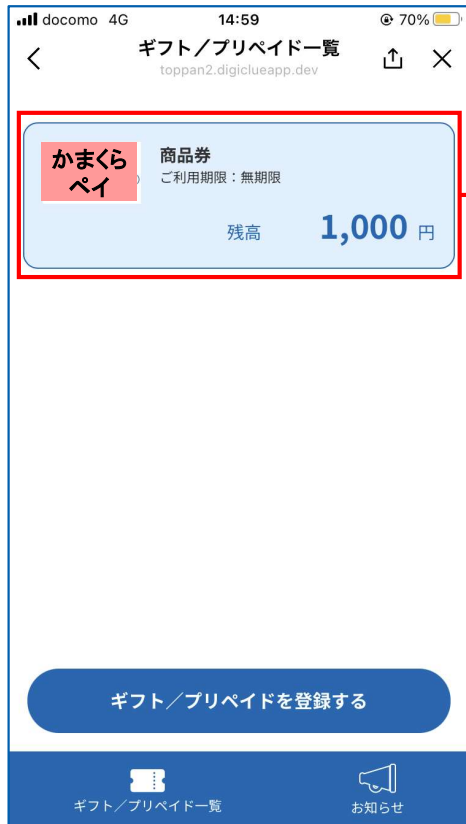 docomo 4G 14:59 70%
ギフト／プリペイド一覧
toppan2.digiclueapp.dev
かまくら
ペイ
商品券
ご利用期限：無期限
残高 1,000 円
ギフト／プリペイドを登録する
ギフト／プリペイド一覧 お知らせ